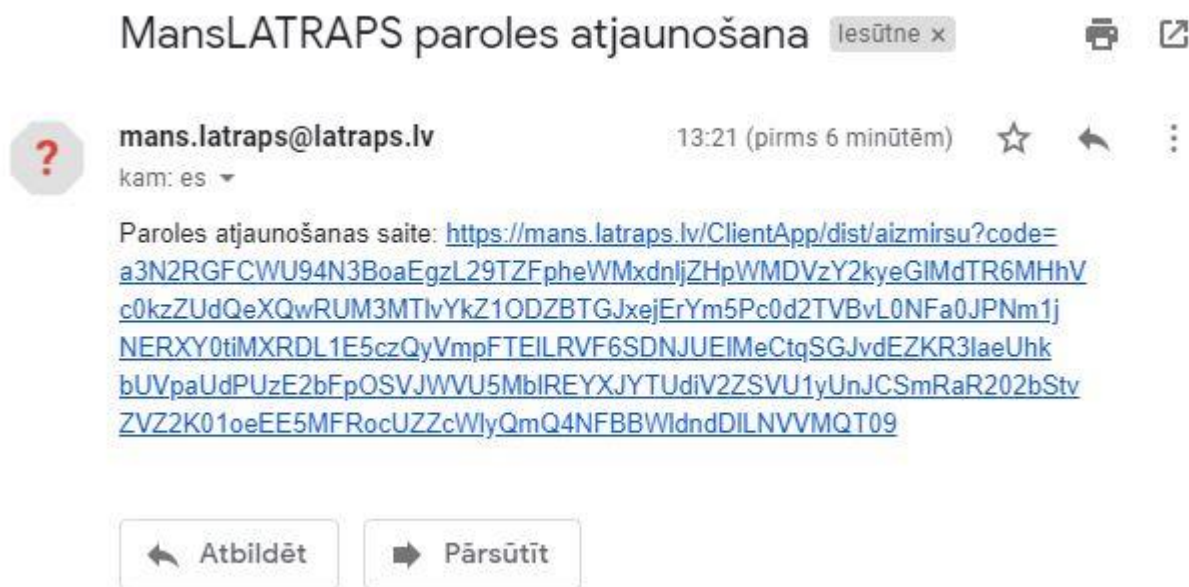 MansLATRAPS paroles atjaunošana Iesūtne x
?
mans.latraps@latraps.lv 13:21 (pirms 6 minūtēm)
kam: es
Paroles atjaunošanas saite: https://mans.latraps.lv/ClientApp/dist/aizmirsu?code=
a3N2RGFCWU94N3BoaEgzL29TZFpheWMxdnljZHpWMDVzY2kyeGlMdTR6MHhV
c0kzZUdQeXQwRUM3MTlvYkZ1ODZBTGJxejErYm5Pc0d2TVBvL0NFa0JPNm1j
NERXY0tiMXRDL1E5czQyVmpFTElLRVF6SDNJUElMeCtqSGJvdEZKR3laeUhk
bUVpaUdPUzE2bFpOSVJWVU5MblREYXJYTUdiV2ZSVU1yUnJCSmRaR202bStv
ZVZ2K01oeEE5MFRocUZZcWlyQmQ4NFBBWldndDlLNVVMQT09
Atbildēt Pārsūtīt